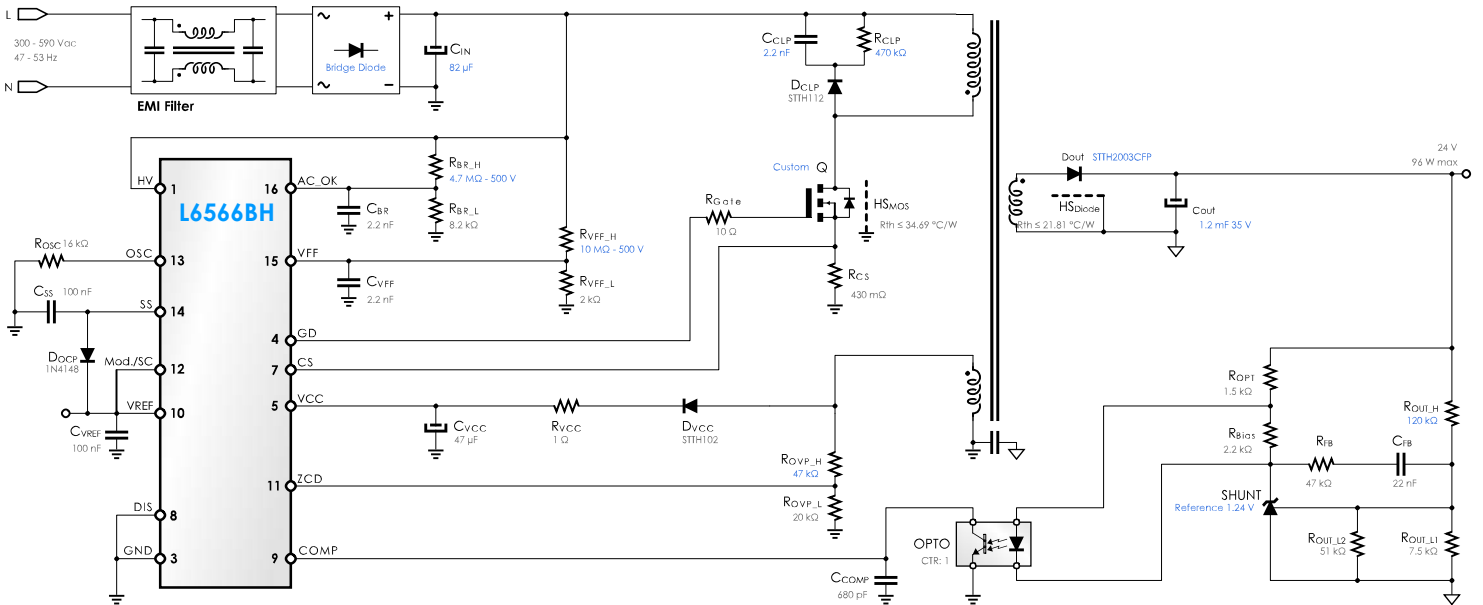 L
300 - 590 Vac
47 - 53 Hz
N
EMI Filter
~
+
Bridge Diode
~
−
CIN
82 µF
CCLP
2.2 nF
RCLP
470 kΩ
DCLP
STTH112
Custom Q
HSMOS
Rth ≤ 34.69 °C/W
RGate
10 Ω
RCS
430 mΩ
Dout STTH2003CFP
HSDiode
Rth ≤ 21.81 °C/W
Cout
1.2 mF 35 V
24 V
96 W max
L6566BH
HV
1
16
AC_OK
RBR_H
4.7 MΩ - 500 V
CBR
2.2 nF
RBR_L
8.2 kΩ
RVFF_H
10 MΩ - 500 V
ROSC 16 kΩ
OSC
13
15
VFF
CVFF
2.2 nF
RVFF_L
2 kΩ
CSS 100 nF
SS
14
4
GD
DOCP
1N4148
Mod./SC
12
7
CS
VREF
10
5
VCC
CVREF
100 nF
CVCC
47 µF
RVCC
1 Ω
DVCC
STTH102
ROVP_H
47 kΩ
11
ZCD
ROVP_L
20 kΩ
DIS
8
GND
3
9
COMP
CCOMP
680 pF
OPTO
CTR: 1
ROPT
1.5 kΩ
RBias
2.2 kΩ
ROUT_H
120 kΩ
RFB
47 kΩ
CFB
22 nF
SHUNT
Reference 1.24 V
ROUT_L2
51 kΩ
ROUT_L1
7.5 kΩ